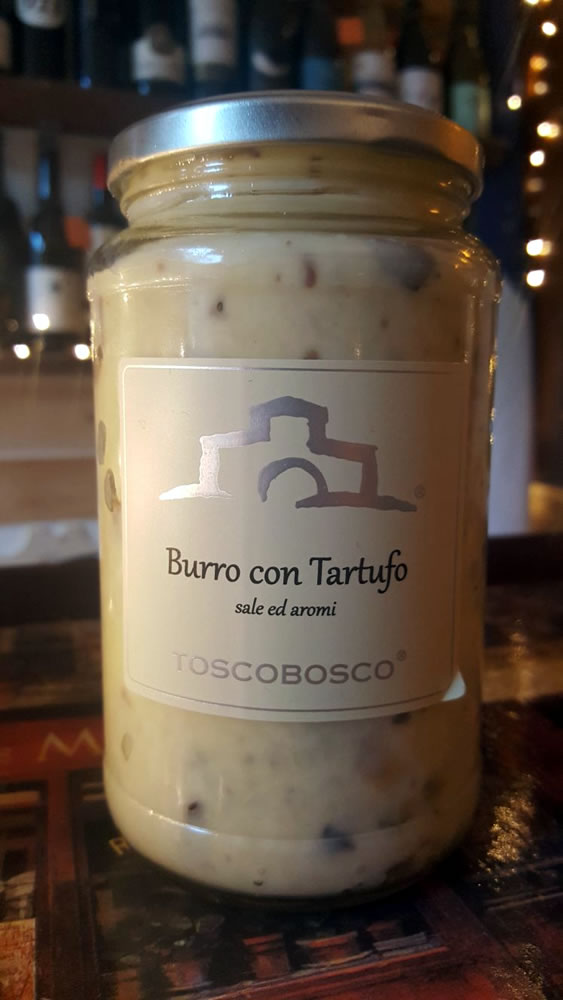 ®
Burro con Tartufo
sale ed aromi
TOSCOBOSCO®